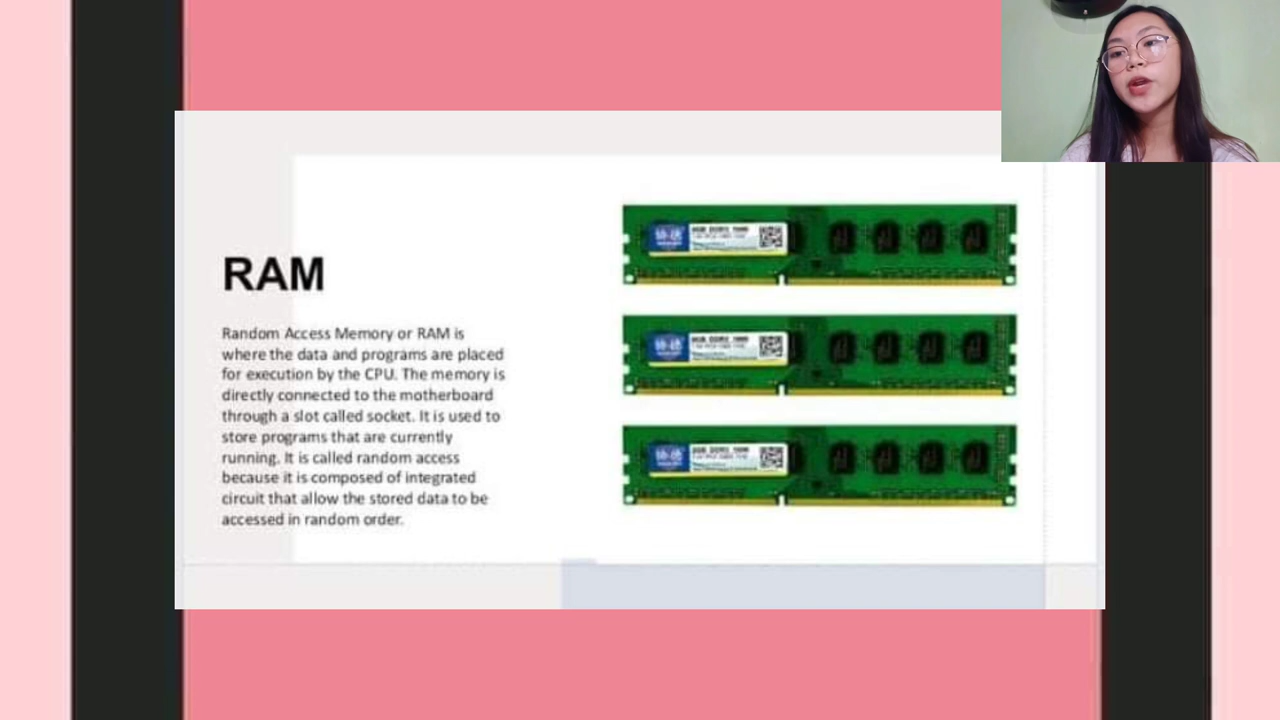 RAM
Random Access Memory or RAM is
where the data and programs are placed
for execution by the CPU. The memory is
directly connected to the motherboard
through a slot called socket. It is used to
store programs that are currently
running. It is called random access
because it is composed of integrated
circuit that allow the stored data to be
accessed in random order.